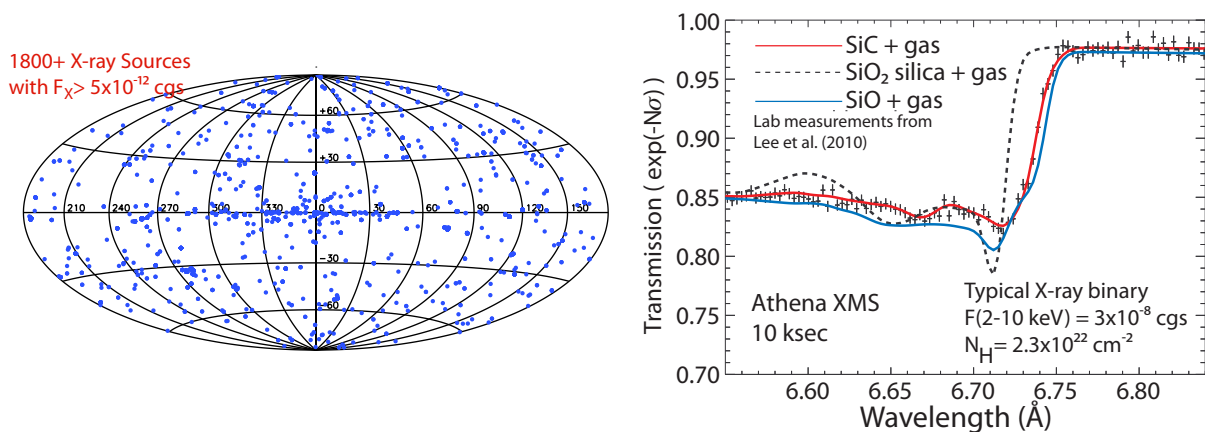 1800+ X-ray Sources
with Fₓ> 5x10⁻¹² cgs
+60
+30
210 240 270 300 330 30 60 90 120 150
−30
−60
Transmission ( exp(-Nσ)
1.00
0.95
0.90
0.85
0.80
0.75
0.70
SiC + gas
SiO₂ silica + gas
SiO + gas
Lab measurements from
Lee et al. (2010)
Athena XMS
10 ksec
Typical X-ray binary
F(2-10 keV) = 3x10⁻⁸ cgs
N_H= 2.3x10²² cm⁻²
6.60 6.65 6.70 6.75 6.80
Wavelength (Å)